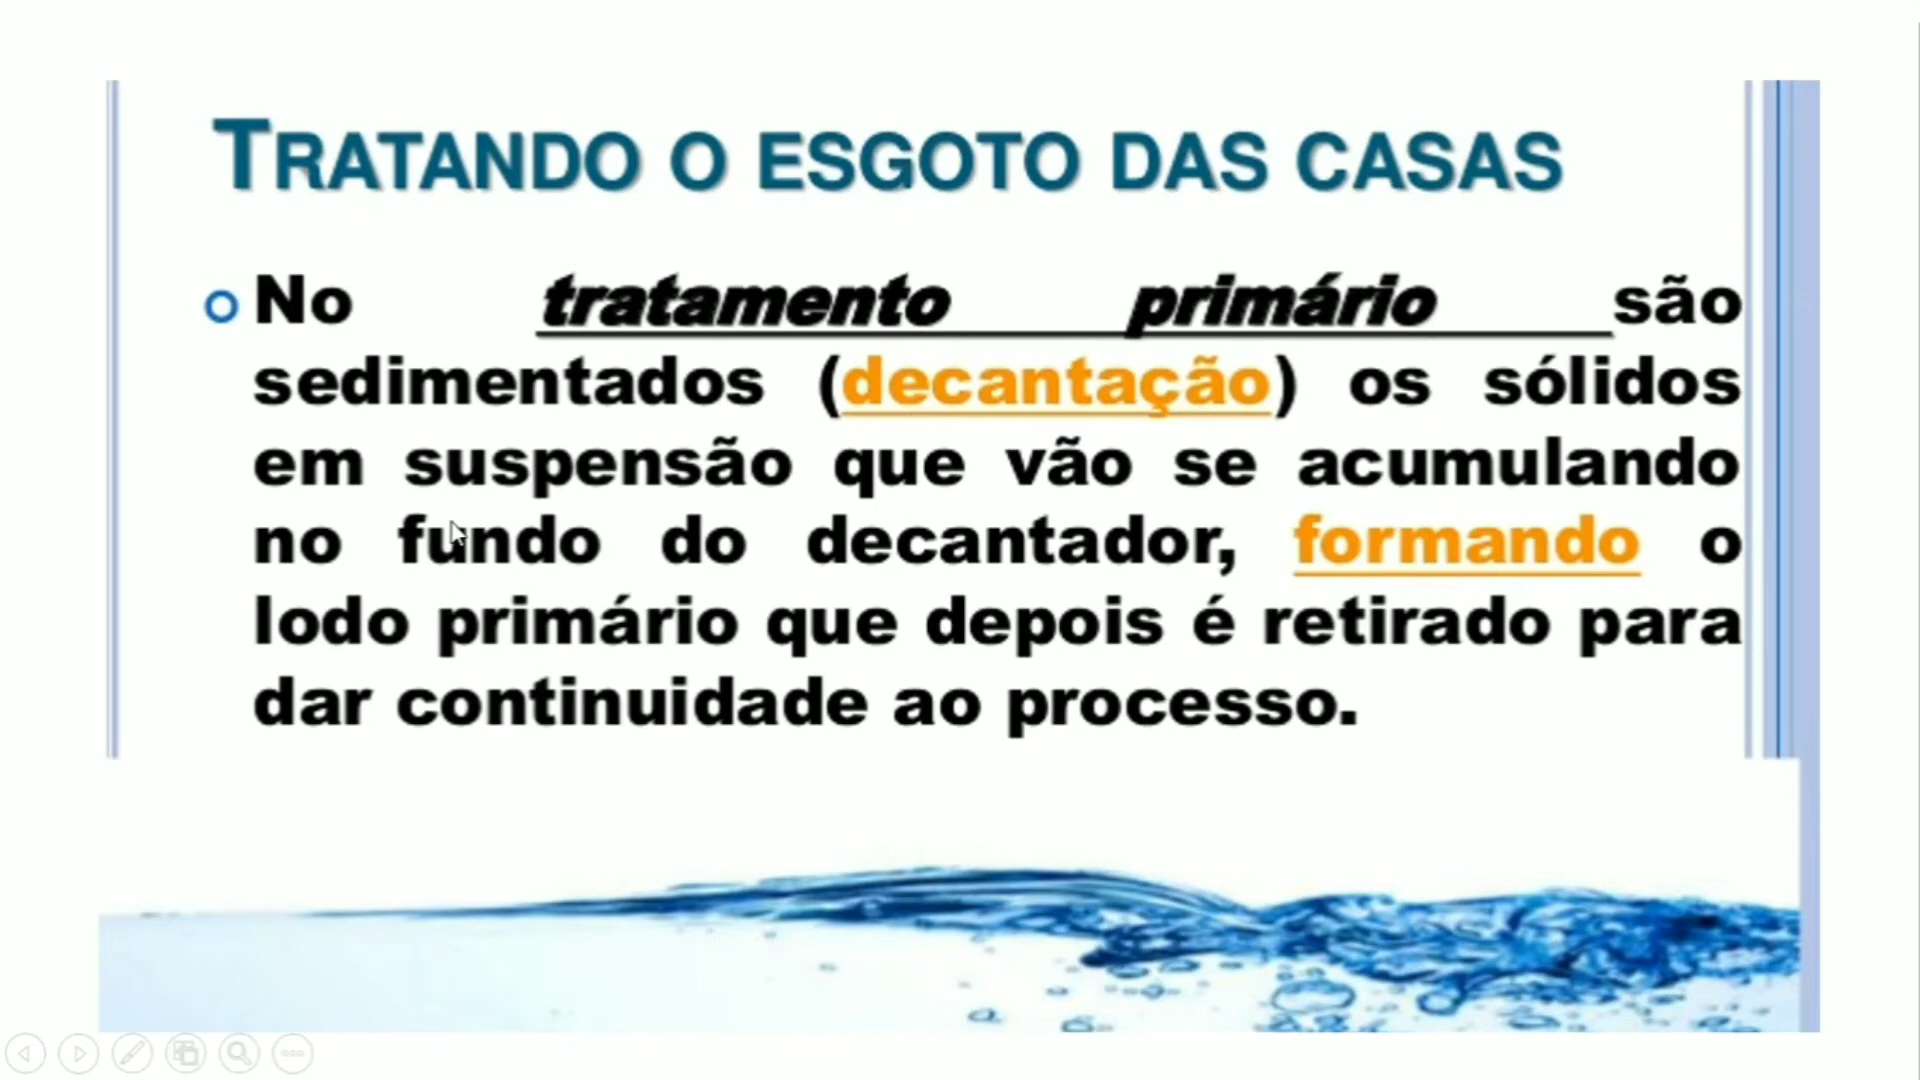 TRATANDO O ESGOTO DAS CASAS
No tratamento primário são
sedimentados (decantação) os sólidos
em suspensão que vão se acumulando
no fundo do decantador, formando o
lodo primário que depois é retirado para
dar continuidade ao processo.